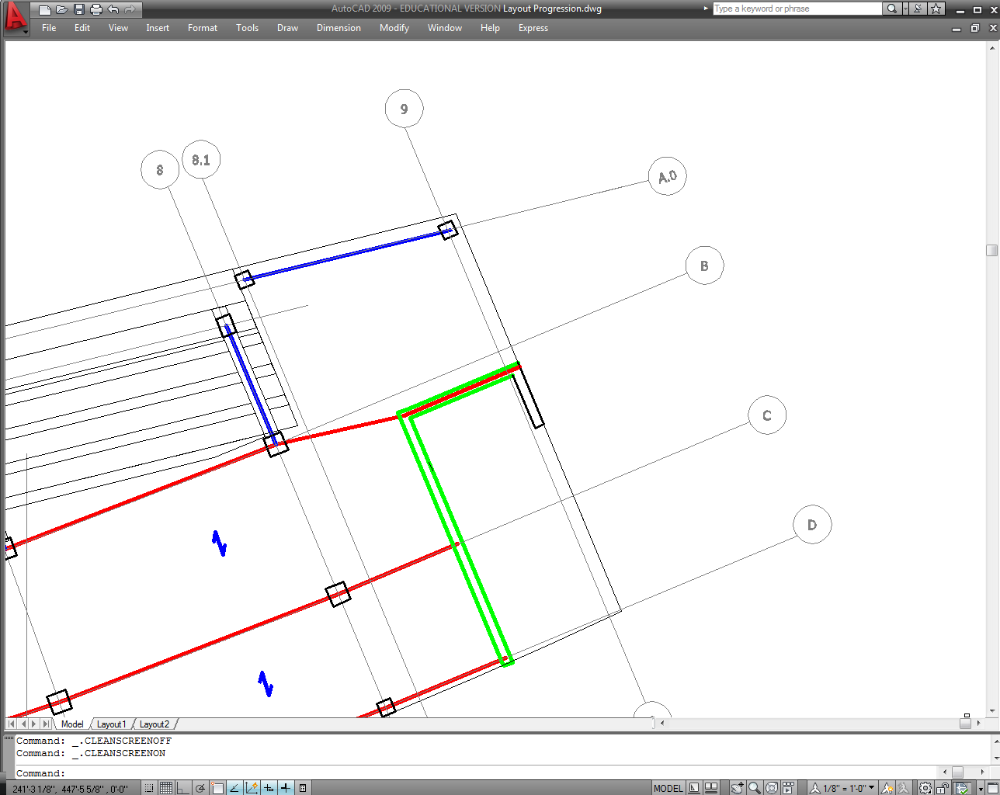 AutoCAD 2009 - EDUCATIONAL VERSION Layout Progression.dwg
Type a keyword or phrase
File Edit View Insert Format Tools Draw Dimension Modify Window Help Express
9
8 8.1
A.0
B
C
D
Model Layout1 Layout2
Command: _.CLEANSCREENOFF
Command: _.CLEANSCREENON
Command:
241'-3 1/8", 447'-5 5/8" , 0'-0" MODEL 1/8" = 1'-0"